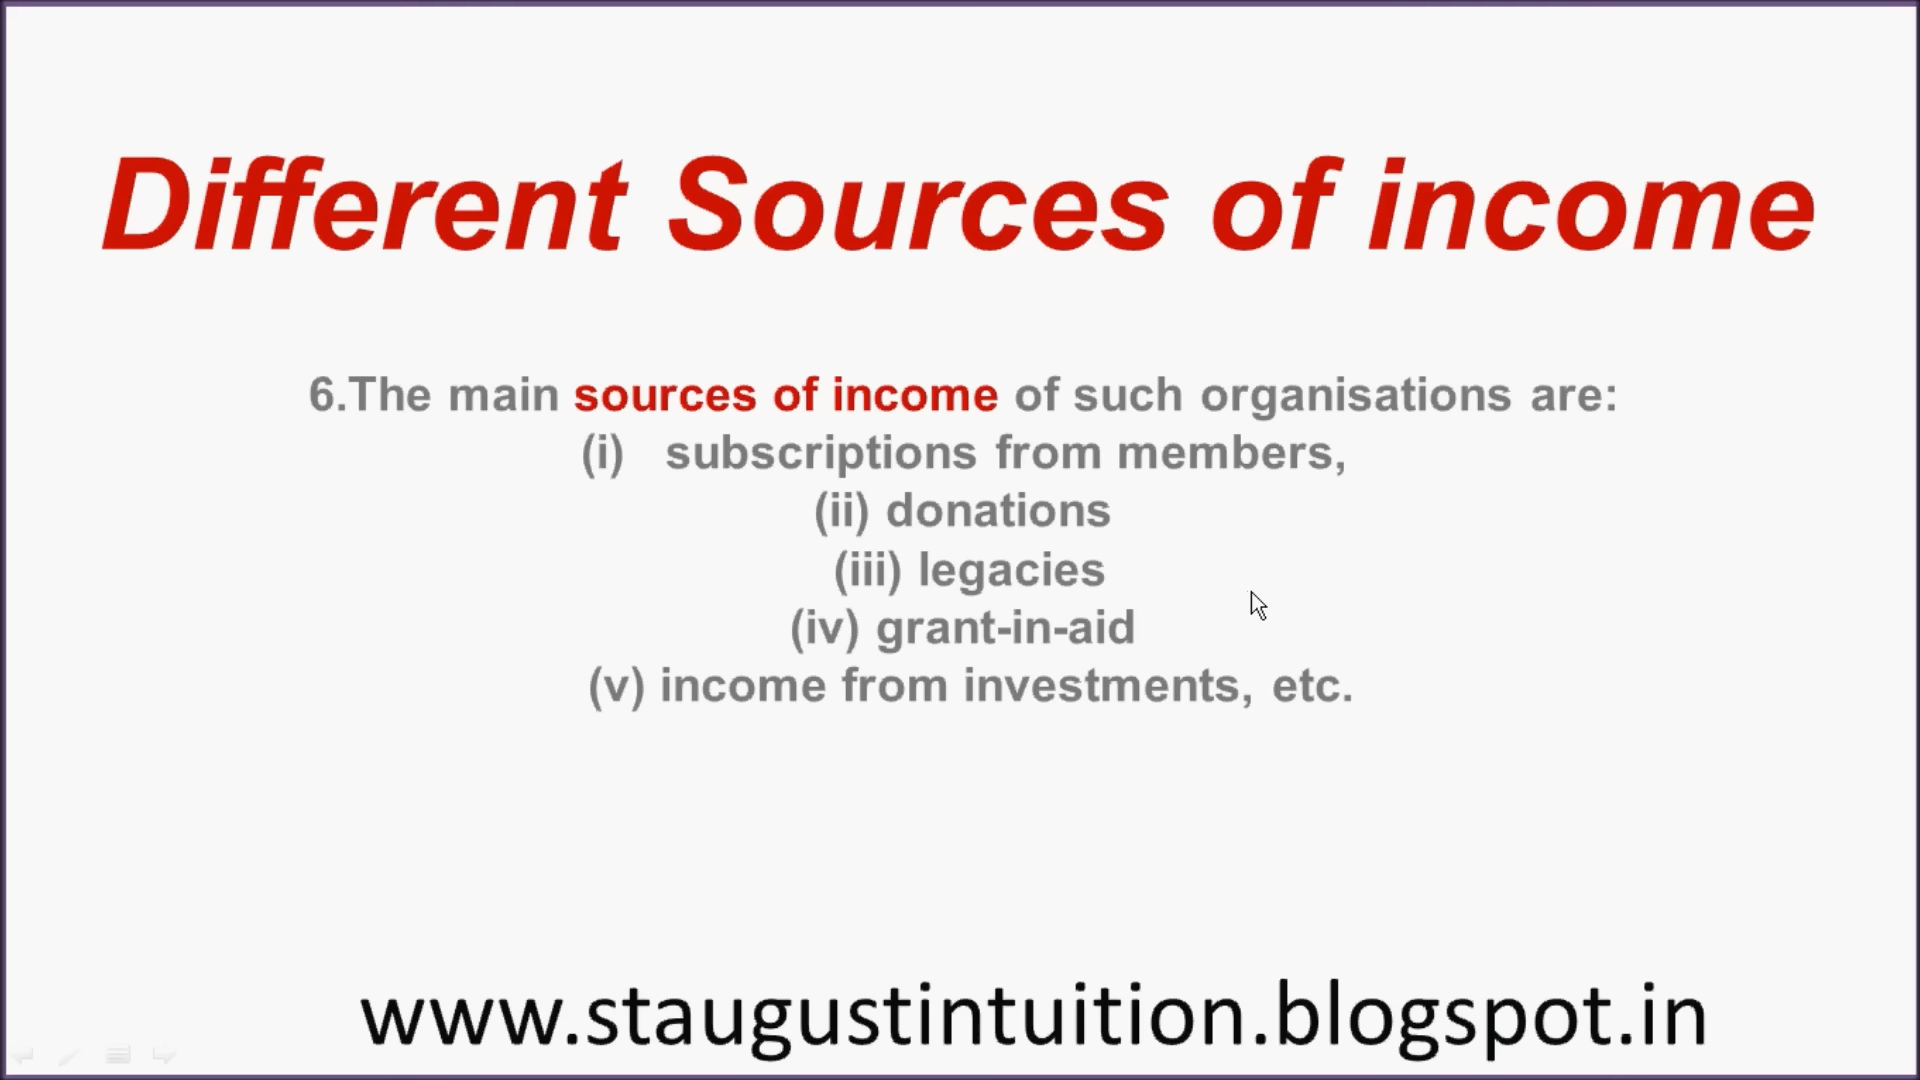 Different Sources of income
6.The main sources of income of such organisations are:
(i) subscriptions from members,
(ii) donations
(iii) legacies
(iv) grant-in-aid
(v) income from investments, etc.
www.staugustintuition.blogspot.in